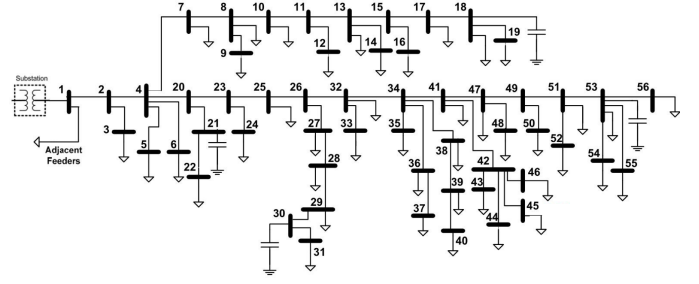 7 8 10 11 13 15 17 18
19
9 12 14 16
Substation
1 2 4 20 23 25 26 32 34 41 47 49 51 53 56
3 21 24 27 33 35 48 50
Adjacent
Feeders
5 6 38 52
22 28 36 42 54 55
46
39 43
29 45
30 37 44
31 40